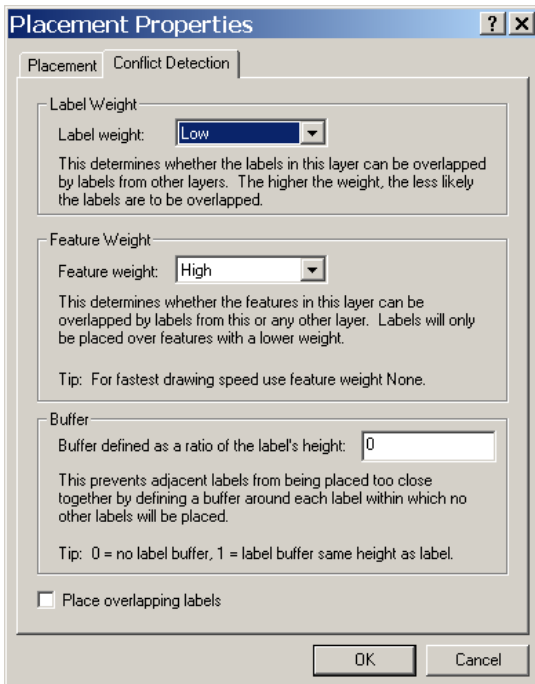 Placement Properties
Placement Conflict Detection
Label Weight
Label weight: Low
This determines whether the labels in this layer can be overlapped
by labels from other layers. The higher the weight, the less likely
the labels are to be overlapped.
Feature Weight
Feature weight: High
This determines whether the features in this layer can be
overlapped by labels from this or any other layer. Labels will only
be placed over features with a lower weight.
Tip: For fastest drawing speed use feature weight None.
Buffer
Buffer defined as a ratio of the label's height: 0
This prevents adjacent labels from being placed too close
together by defining a buffer around each label within which no
other labels will be placed.
Tip: 0 = no label buffer, 1 = label buffer same height as label.
Place overlapping labels
OK Cancel